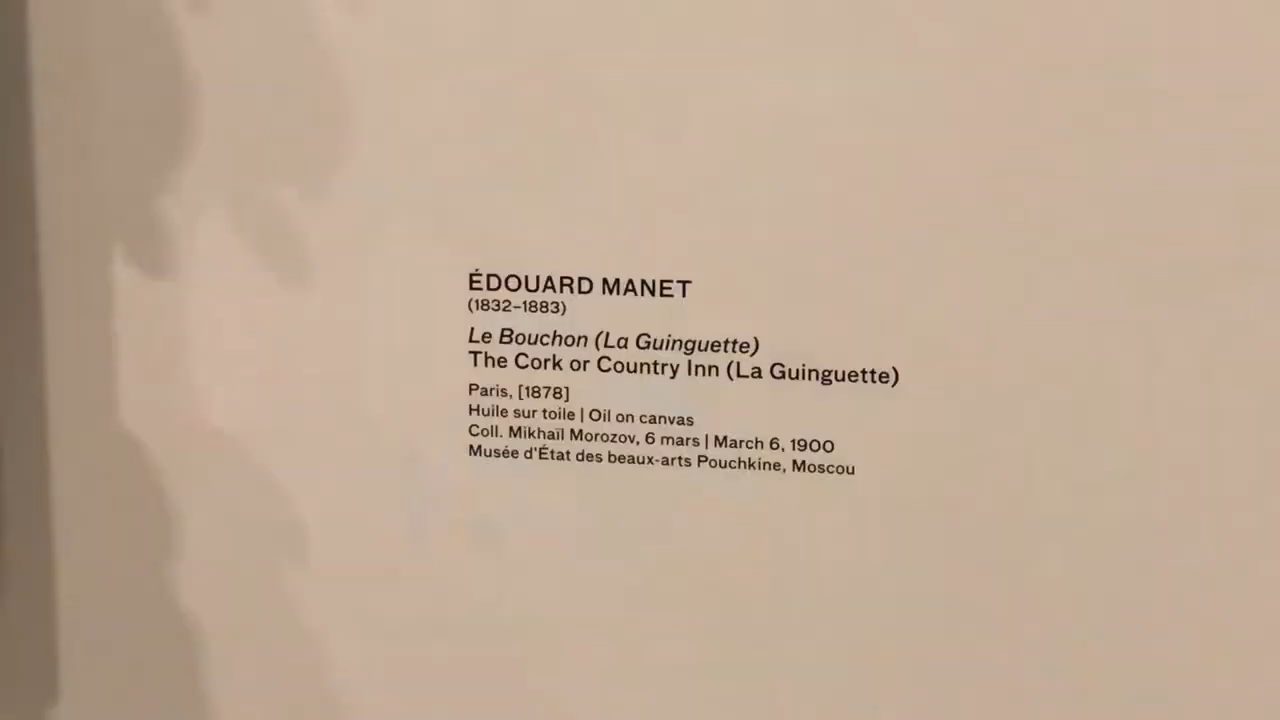 ÉDOUARD MANET
(1832–1883)
Le Bouchon (La Guinguette)
The Cork or Country Inn (La Guinguette)
Paris, [1878]
Huile sur toile | Oil on canvas
Coll. Mikhaïl Morozov, 6 mars | March 6, 1900
Musée d'État des beaux-arts Pouchkine, Moscou